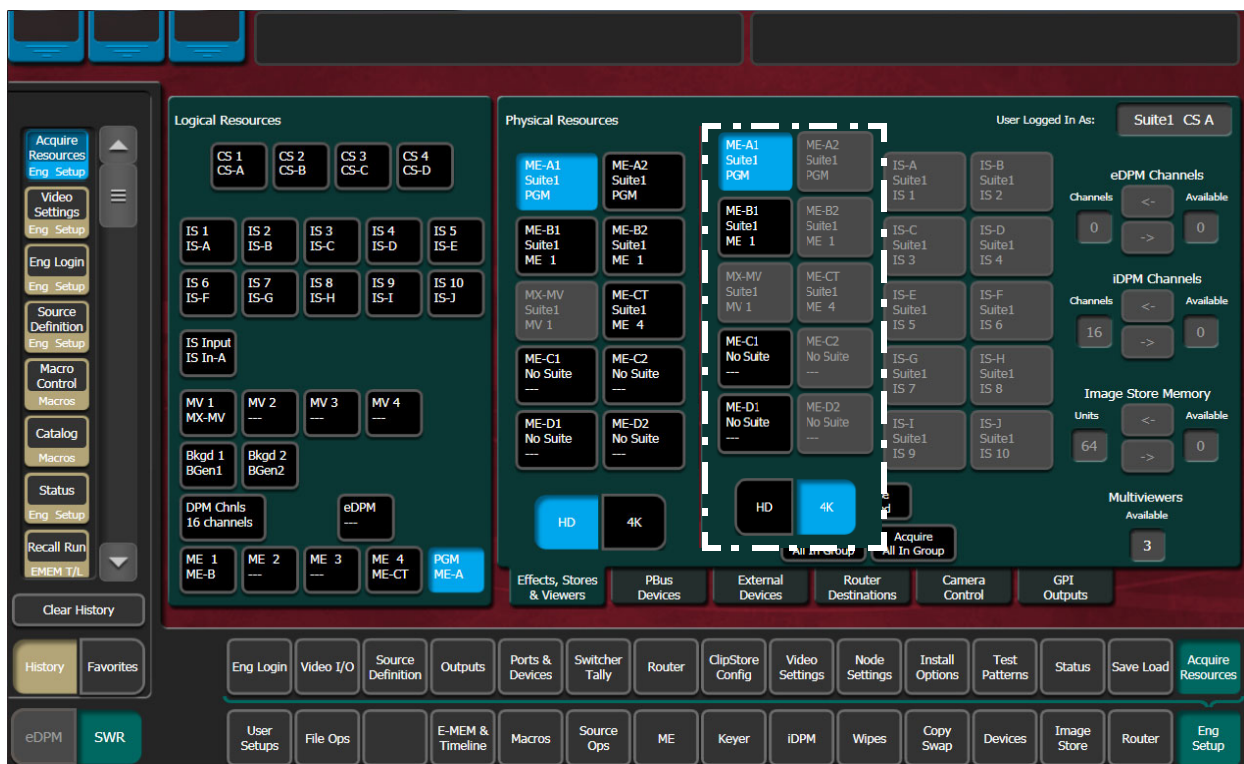 Acquire
Resources
Eng Setup
Video
Settings
Eng Setup
Eng Login
Eng Setup
Source
Definition
Eng Setup
Macro
Control
Macros
Catalog
Macros
Status
Eng Setup
Recall Run
EMEM T/L
Clear History
History
Favorites
eDPM
SWR
Logical Resources
CS 1
CS-A
CS 2
CS-B
CS 3
CS-C
CS 4
CS-D
IS 1
IS-A
IS 2
IS-B
IS 3
IS-C
IS 4
IS-D
IS 5
IS-E
IS 6
IS-F
IS 7
IS-G
IS 8
IS-H
IS 9
IS-I
IS 10
IS-J
IS Input
IS In-A
MV 1
MX-MV
MV 2
---
MV 3
---
MV 4
---
Bkgd 1
BGen1
Bkgd 2
BGen2
DPM Chnls
16 channels
eDPM
---
ME 1
ME-B
ME 2
---
ME 3
---
ME 4
ME-CT
PGM
ME-A
Physical Resources
User Logged In As:
Suite1 CS A
ME-A1
Suite1
PGM
ME-A2
Suite1
PGM
ME-B1
Suite1
ME 1
ME-B2
Suite1
ME 1
MX-MV
Suite1
MV 1
ME-CT
Suite1
ME 4
ME-C1
No Suite
---
ME-C2
No Suite
---
ME-D1
No Suite
---
ME-D2
No Suite
---
HD
4K
ME-A1
Suite1
PGM
ME-A2
Suite1
PGM
ME-B1
Suite1
ME 1
ME-B2
Suite1
ME 1
MX-MV
Suite1
MV 1
ME-CT
Suite1
ME 4
ME-C1
No Suite
---
ME-C2
No Suite
---
ME-D1
No Suite
---
ME-D2
No Suite
---
HD
4K
IS-A
Suite1
IS 1
IS-B
Suite1
IS 2
IS-C
Suite1
IS 3
IS-D
Suite1
IS 4
IS-E
Suite1
IS 5
IS-F
Suite1
IS 6
IS-G
Suite1
IS 7
IS-H
Suite1
IS 8
IS-I
Suite1
IS 9
IS-J
Suite1
IS 10
All In Group
Acquire
All In Group
eDPM Channels
Channels
<-
Available
0
->
0
iDPM Channels
Channels
<-
Available
16
->
0
Image Store Memory
Units
<-
Available
64
->
0
Multiviewers
Available
3
Effects, Stores
& Viewers
PBus
Devices
External
Devices
Router
Destinations
Camera
Control
GPI
Outputs
Eng Login
Video I/O
Source
Definition
Outputs
Ports &
Devices
Switcher
Tally
Router
ClipStore
Config
Video
Settings
Node
Settings
Install
Options
Test
Patterns
Status
Save Load
Acquire
Resources
User
Setups
File Ops
E-MEM &
Timeline
Macros
Source
Ops
ME
Keyer
iDPM
Wipes
Copy
Swap
Devices
Image
Store
Router
Eng
Setup